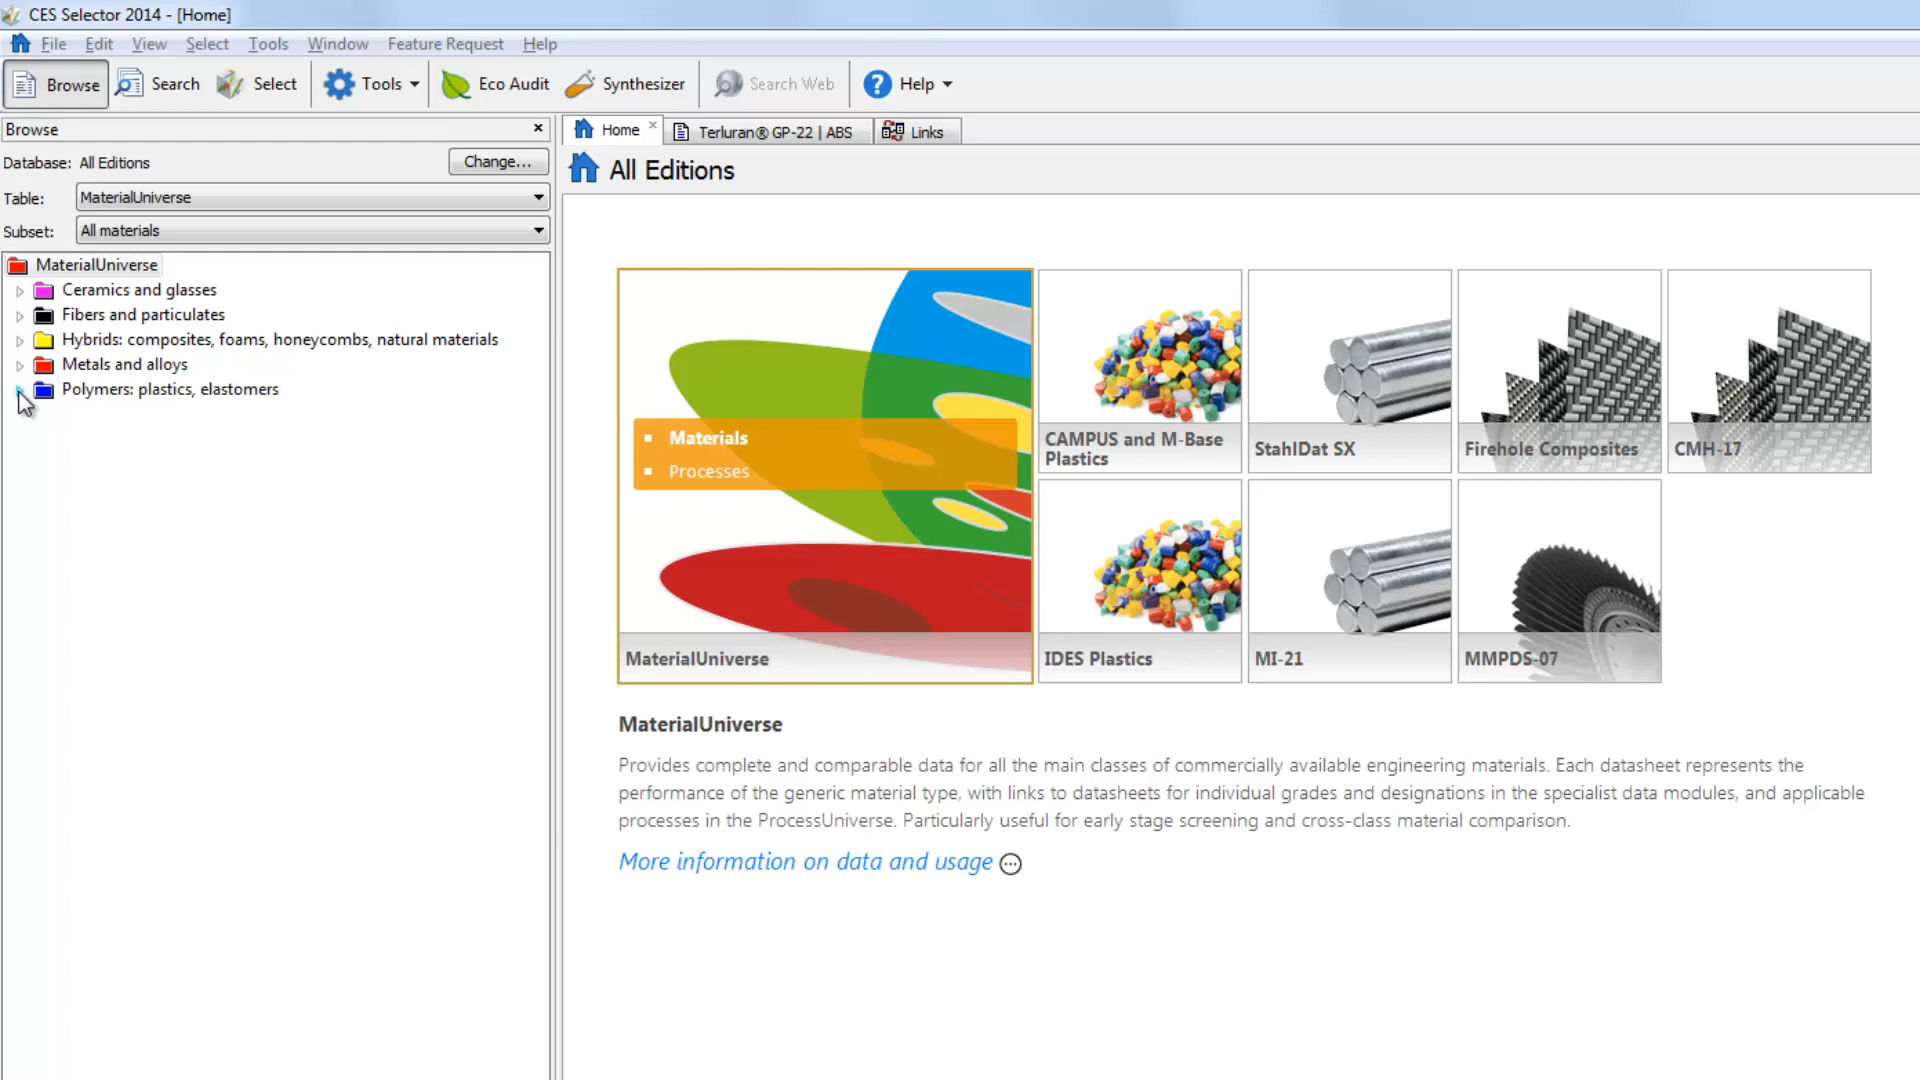 CES Selector 2014 - [Home]
File Edit View Select Tools Window Feature Request Help
Browse Search Select Tools Eco Audit Synthesizer Search Web Help
Browse
Database: All Editions Change...
Table: MaterialUniverse
Subset: All materials
MaterialUniverse
Ceramics and glasses
Fibers and particulates
Hybrids: composites, foams, honeycombs, natural materials
Metals and alloys
Polymers: plastics, elastomers
Home Terluran® GP-22 | ABS Links
All Editions
Materials
Processes
MaterialUniverse
CAMPUS and M-Base
Plastics
StahlDat SX
Firehole Composites
CMH-17
IDES Plastics
MI-21
MMPDS-07
MaterialUniverse
Provides complete and comparable data for all the main classes of commercially available engineering materials. Each datasheet represents the
performance of the generic material type, with links to datasheets for individual grades and designations in the specialist data modules, and applicable
processes in the ProcessUniverse. Particularly useful for early stage screening and cross-class material comparison.
More information on data and usage